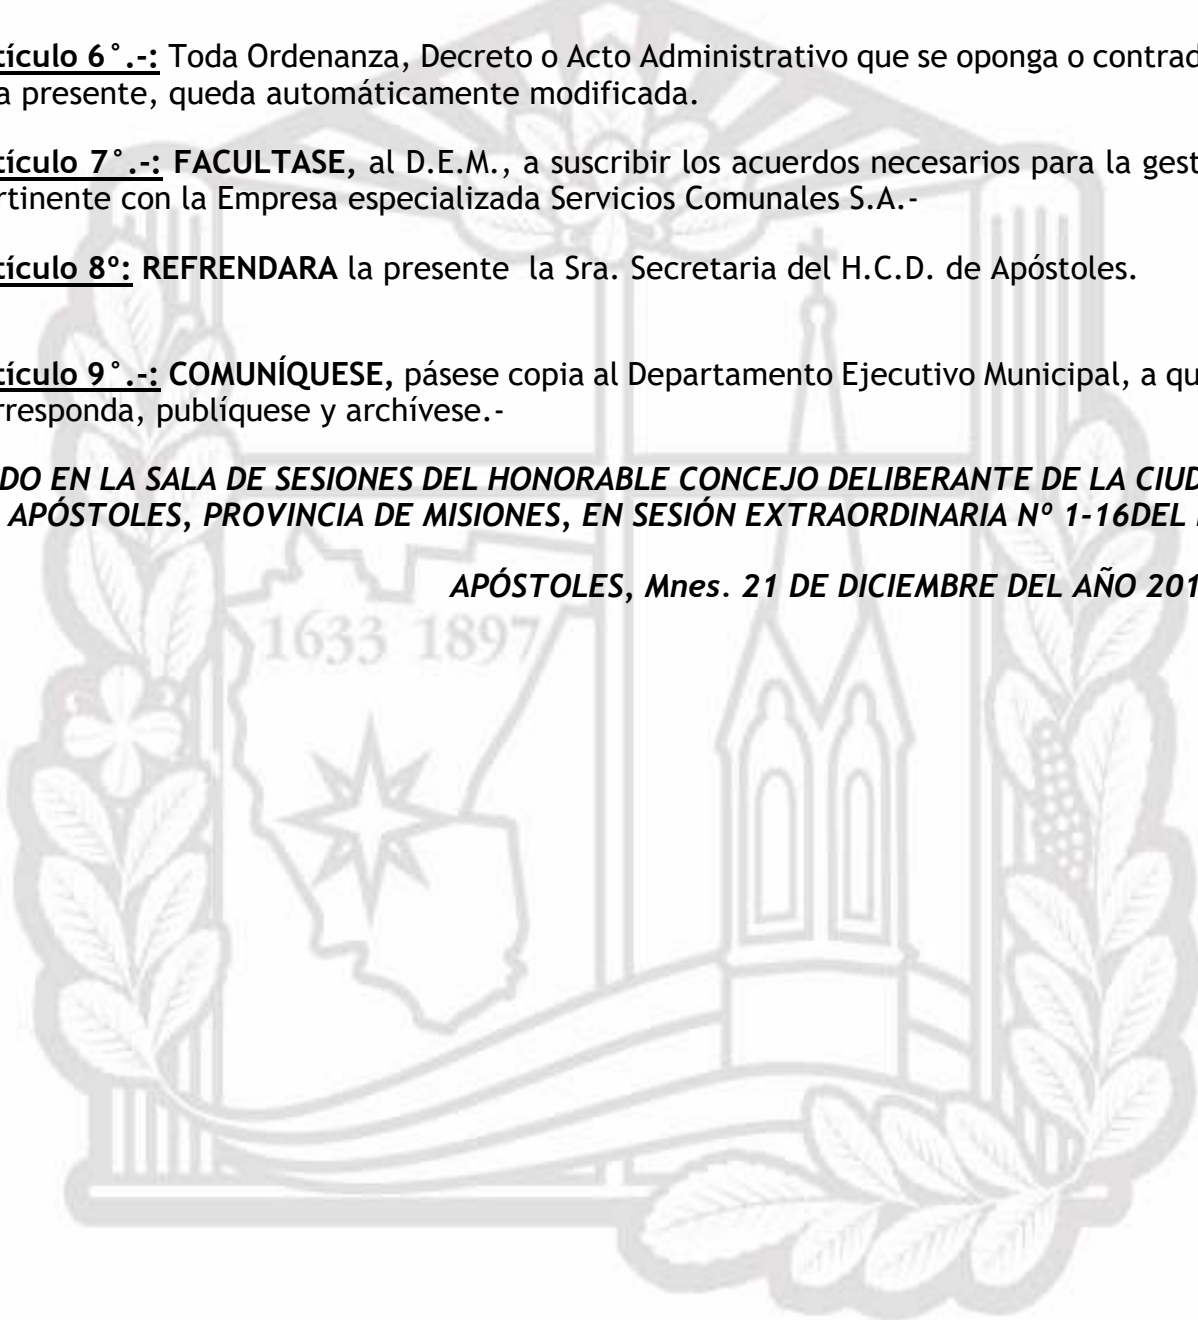 tículo 6°.-: Toda Ordenanza, Decreto o Acto Administrativo que se oponga o contrad
a presente, queda automáticamente modificada.
tículo 7°.-: FACULTASE, al D.E.M., a suscribir los acuerdos necesarios para la gest
rtinente con la Empresa especializada Servicios Comunales S.A.-
tículo 8º: REFRENDARA la presente la Sra. Secretaria del H.C.D. de Apóstoles.
tículo 9°.-: COMUNÍQUESE, pásese copia al Departamento Ejecutivo Municipal, a qu
rresponda, publíquese y archívese.-
DO EN LA SALA DE SESIONES DEL HONORABLE CONCEJO DELIBERANTE DE LA CIUD
APÓSTOLES, PROVINCIA DE MISIONES, EN SESIÓN EXTRAORDINARIA Nº 1-16DEL
APÓSTOLES, Mnes. 21 DE DICIEMBRE DEL AÑO 201
1633 1897